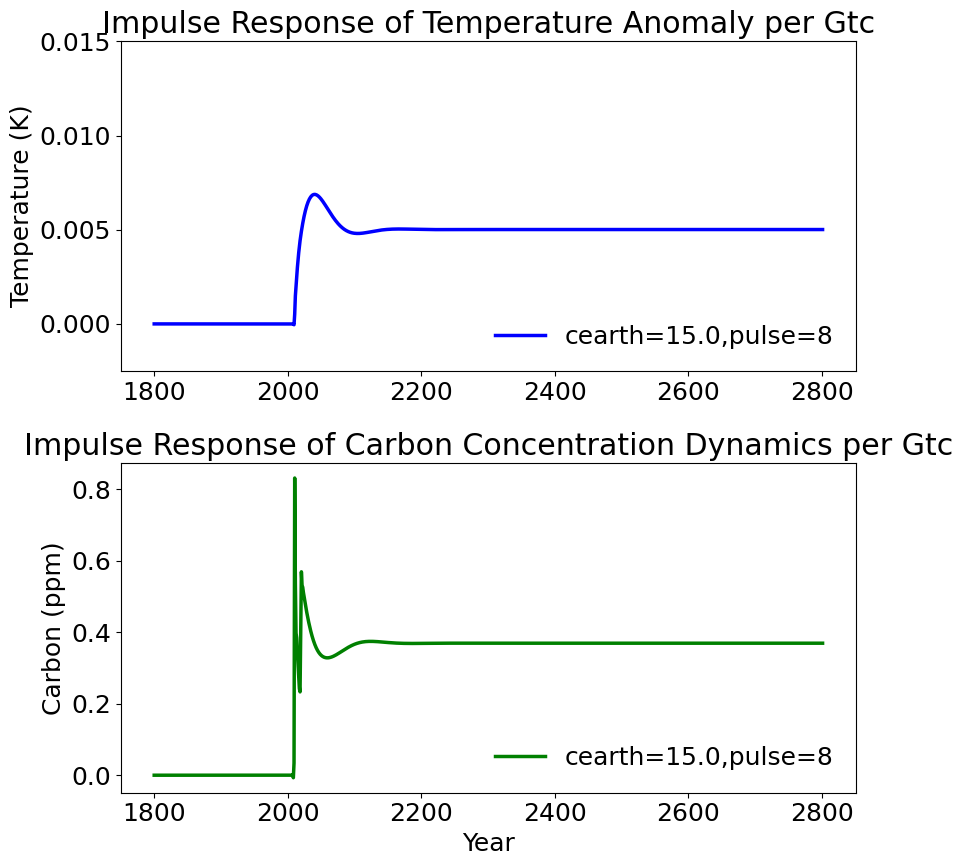 Impulse Response of Temperature Anomaly per Gtc
0.015
0.010
0.005
0.000
Temperature (K)
cearth=15.0,pulse=8
1800 2000 2200 2400 2600 2800
Impulse Response of Carbon Concentration Dynamics per Gtc
0.8
0.6
0.4
0.2
0.0
Carbon (ppm)
cearth=15.0,pulse=8
1800 2000 2200 2400 2600 2800
Year